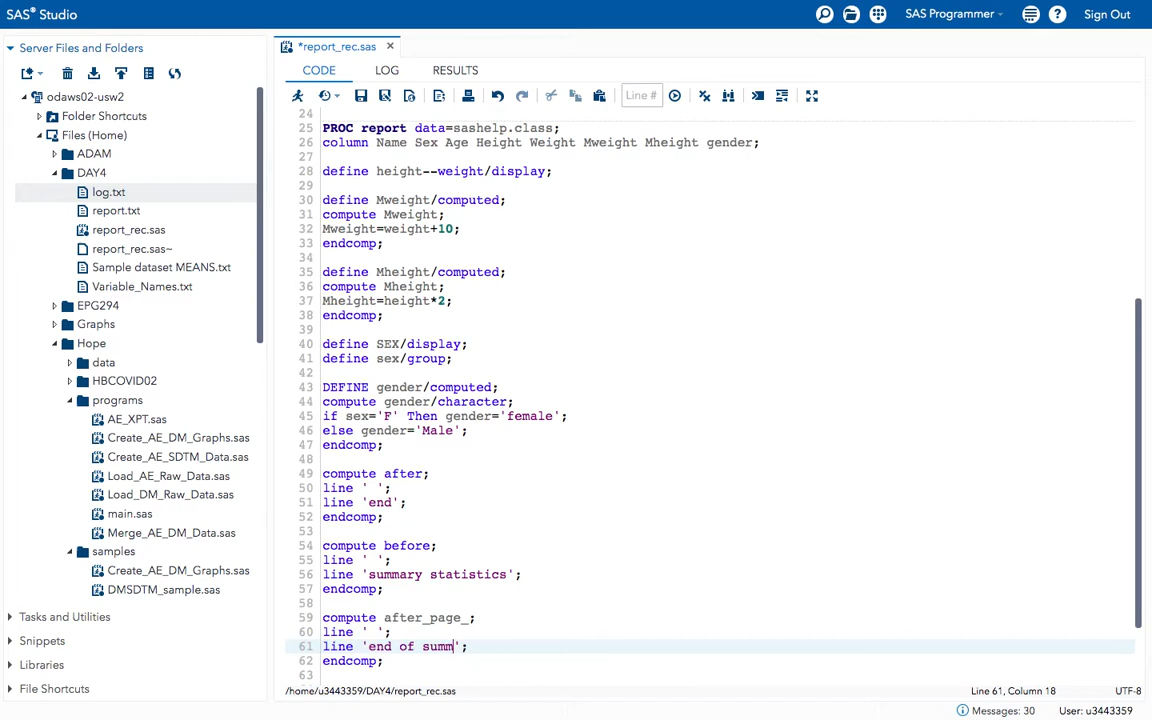 SAS® Studio
SAS Programmer
Sign Out
Server Files and Folders
odaws02-usw2
Folder Shortcuts
Files (Home)
ADAM
DAY4
log.txt
report.txt
report_rec.sas
report_rec.sas~
Sample dataset MEANS.txt
Variable_Names.txt
EPG294
Graphs
Hope
data
HBCOVID02
programs
AE_XPT.sas
Create_AE_DM_Graphs.sas
Create_AE_SDTM_Data.sas
Load_AE_Raw_Data.sas
Load_DM_Raw_Data.sas
main.sas
Merge_AE_DM_Data.sas
samples
Create_AE_DM_Graphs.sas
DMSDTM_sample.sas
Tasks and Utilities
Snippets
Libraries
File Shortcuts
*report_rec.sas
CODE LOG RESULTS
Line #
24
25 PROC report data=sashelp.class;
26 column Name Sex Age Height Weight Mweight Mheight gender;
27
28 define height--weight/display;
29
30 define Mweight/computed;
31 compute Mweight;
32 Mweight=weight+10;
33 endcomp;
34
35 define Mheight/computed;
36 compute Mheight;
37 Mheight=height*2;
38 endcomp;
39
40 define SEX/display;
41 define sex/group;
42
43 DEFINE gender/computed;
44 compute gender/character;
45 if sex='F' Then gender='female';
46 else gender='Male';
47 endcomp;
48
49 compute after;
50 line ' ';
51 line 'end';
52 endcomp;
53
54 compute before;
55 line ' ';
56 line 'summary statistics';
57 endcomp;
58
59 compute after_page_;
60 line ' ';
61 line 'end of summ';
62 endcomp;
63
/home/u3443359/DAY4/report_rec.sas
Line 61, Column 18
UTF-8
Messages: 30
User: u3443359